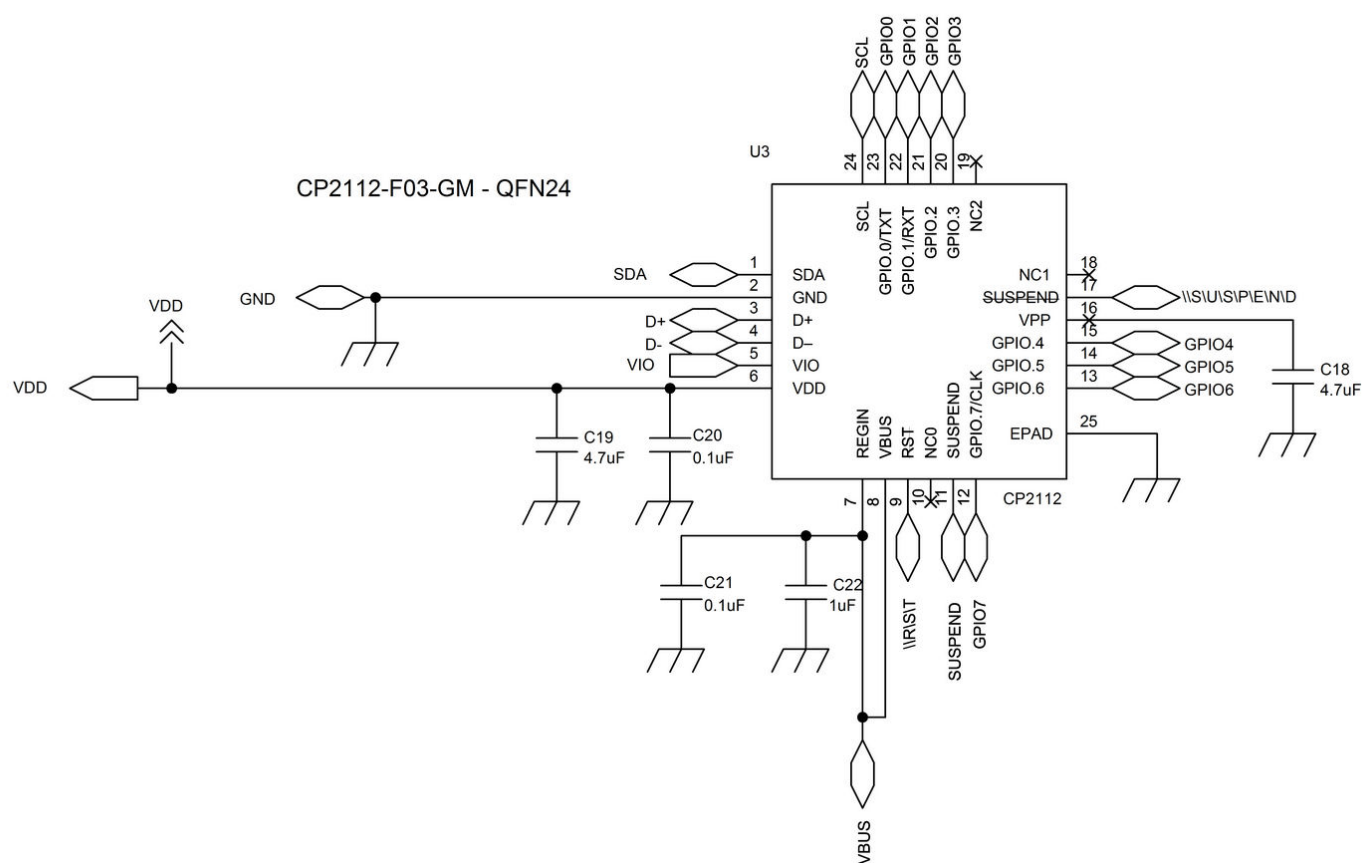 SCL
GPIO0
GPIO1
GPIO2
GPIO3
U3
24
23
22
21
20
19
CP2112-F03-GM - QFN24
SCL
GPIO.0/TXT
GPIO.1/RXT
GPIO.2
GPIO.3
NC2
SDA
1
SDA
NC1
18
GND
2
GND
SUSPEND
17
\\S\U\S\P\E\N\D
VDD
D+
3
D+
VPP
16
D-
4
D–
GPIO.4
15
GPIO4
VIO
5
VIO
GPIO.5
14
GPIO5
VDD
6
VDD
GPIO.6
13
GPIO6
C18
4.7uF
REGIN
VBUS
RST
NC0
SUSPEND
GPIO.7/CLK
EPAD
25
C19
4.7uF
C20
0.1uF
7
8
9
10
11
12
CP2112
C21
0.1uF
C22
1uF
\\R\S\T
SUSPEND
GPIO7
VBUS